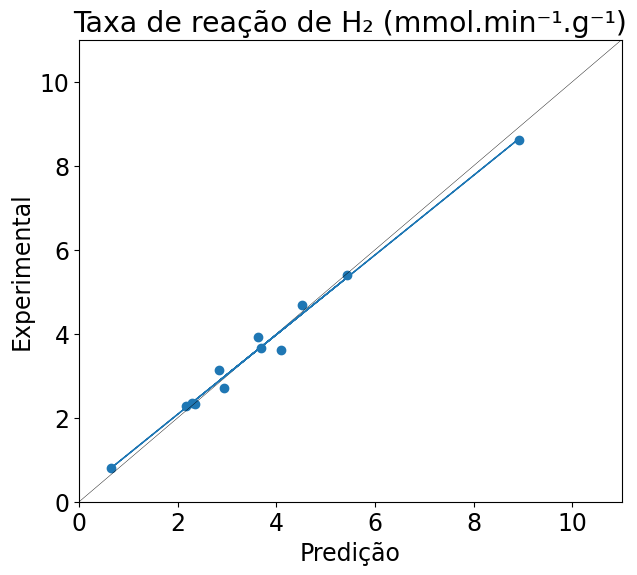 Taxa de reação de H₂ (mmol.min⁻¹.g⁻¹)
10
8
6
4
2
0
Experimental
0 2 4 6 8 10
Predição